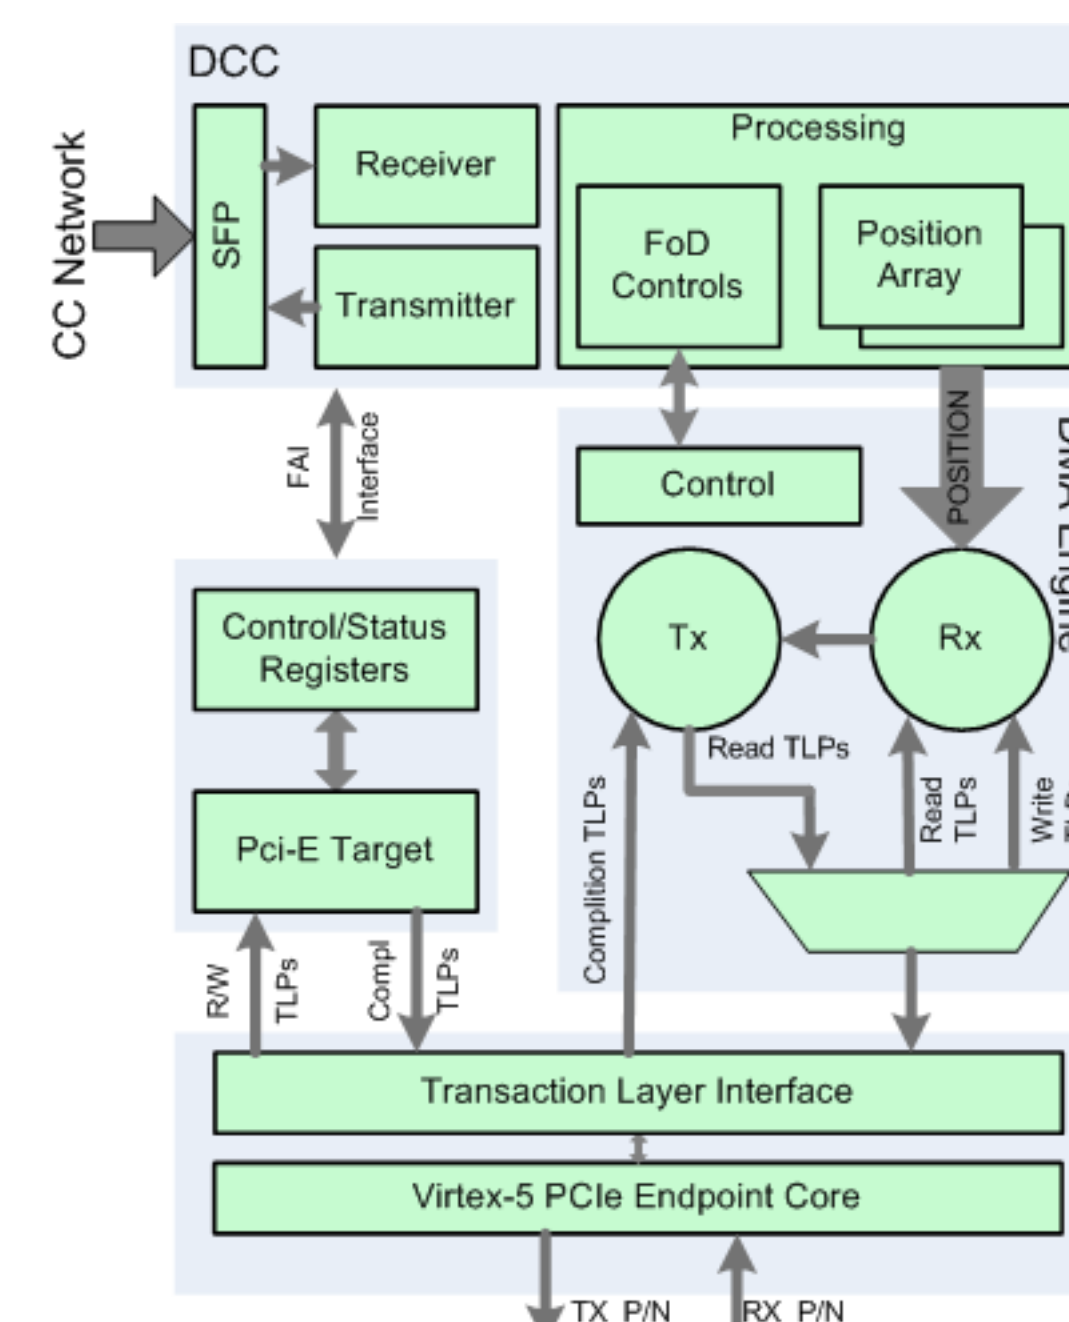 DCC
CC Network
SFP
Receiver
Transmitter
Processing
FoD
Controls
Position
Array
FAI
Interface
POSITION
DMA Engine
Control
Control/Status
Registers
Tx
Rx
Read TLPs
Pci-E Target
Complition TLPs
Read
TLPs
Write
R/W
TLPs
Compl
TLPs
Transaction Layer Interface
Virtex-5 PCIe Endpoint Core
TX P/N
RX P/N